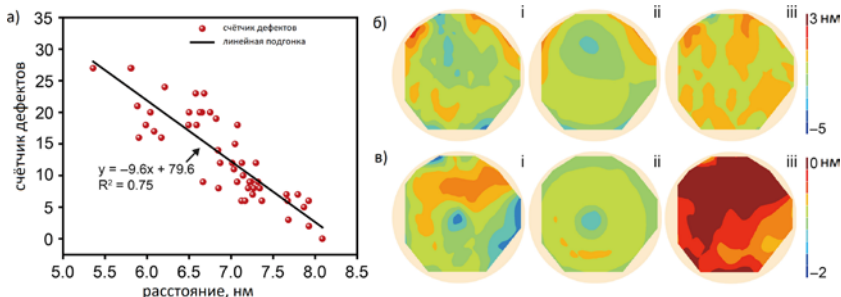 а)
счётчик дефектов
35
30
25
20
15
10
5
0
счётчик дефектов
линейная подгонка
y = –9.6x + 79.6
R² = 0.75
5.0 5.5 6.0 6.5 7.0 7.5 8.0 8.5
расстояние, нм
б) i ii iii 3 нм
–5
в) i ii iii 0 нм
–2